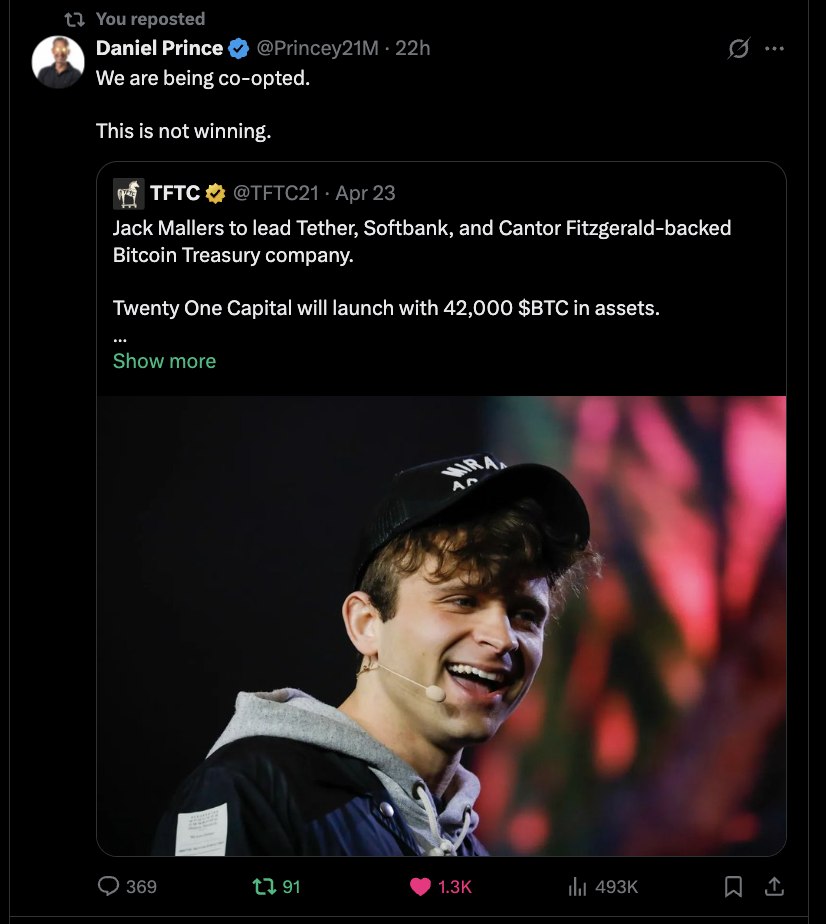 You reposted
Daniel Prince @Princey21M · 22h
We are being co-opted.
This is not winning.
TFTC @TFTC21 · Apr 23
Jack Mallers to lead Tether, Softbank, and Cantor Fitzgerald-backed
Bitcoin Treasury company.
Twenty One Capital will launch with 42,000 $BTC in assets.
...
Show more
369 91 1.3K 493K